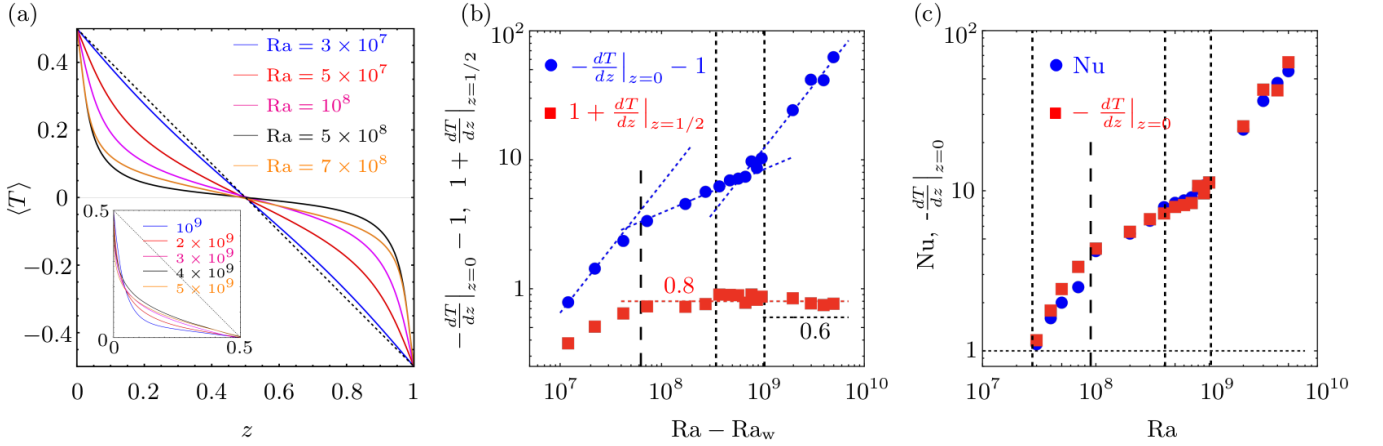 (a)
0.4
0.2
0
−0.2
−0.4
⟨T⟩
Ra = 3 × 10^7
Ra = 5 × 10^7
Ra = 10^8
Ra = 5 × 10^8
Ra = 7 × 10^8
0.5
10^9
2 × 10^9
3 × 10^9
4 × 10^9
5 × 10^9
0
0
0.5
0
0.2
0.4
0.6
0.8
1
z
(b)
10^2
10
1
−dT/dz|z=0 − 1, 1 + dT/dz|z=1/2
−dT/dz|z=0 − 1
1 + dT/dz|z=1/2
0.8
0.6
10^7
10^8
10^9
10^10
Ra − Ra_w
(c)
10^2
10
1
Nu, −dT/dz|z=0
Nu
− dT/dz|z=0
10^7
10^8
10^9
10^10
Ra